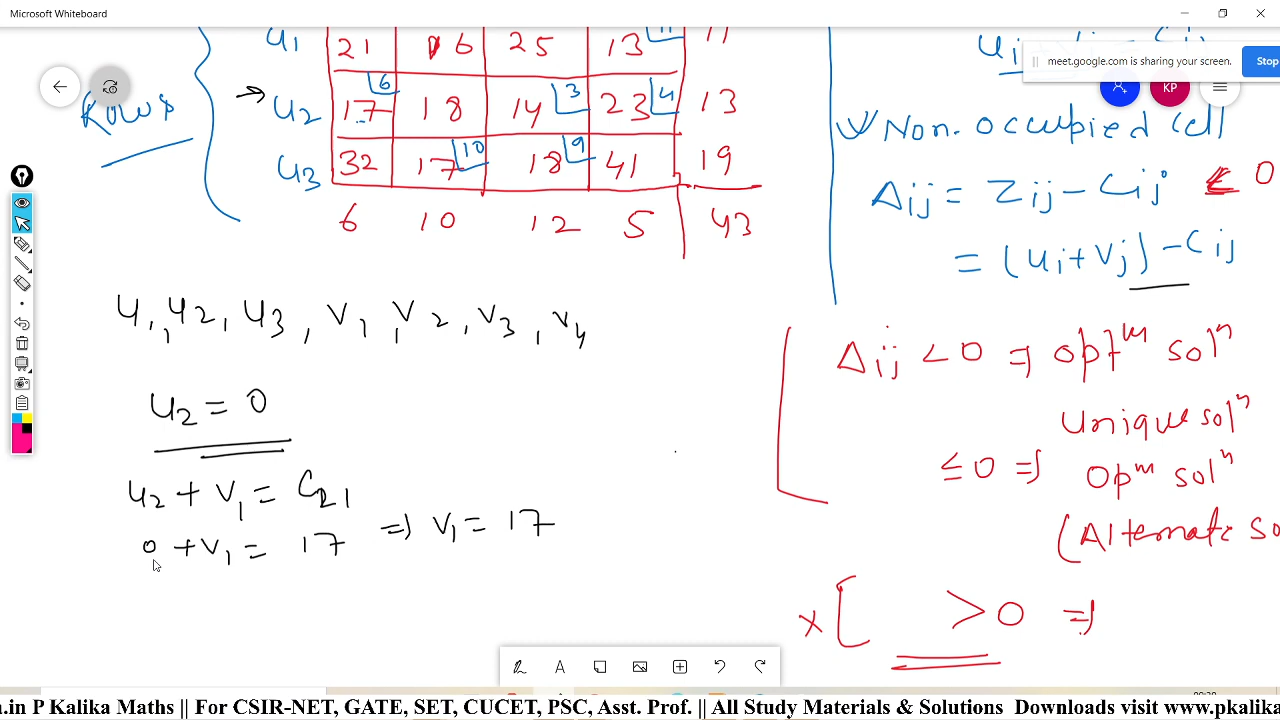 Microsoft Whiteboard
u1 21 16 25 13 11 11
meet.google.com is sharing your screen. Stop
KP
Rows
u2 17 6 18 14 3 23 4 13
u3 32 17 10 18 9 41 19
6 10 12 5 43
Non. occupied cell
Δij = Zij - Cij ≤ 0
= (ui + vj) - Cij
u1, u2, u3, v1, v2, v3, v4
Δij < 0 ⇒ optm soln
Unique soln
≤ 0 ⇒ Opm soln
(Alternate So
u2 = 0
u2 + v1 = C21
0 + v1 = 17 ⇒ v1 = 17
x [ > 0 ⇒
a.in P Kalika Maths || For CSIR-NET, GATE, SET, CUCET, PSC, Asst. Prof. || All Study Materials & Solutions Downloads visit www.pkalika